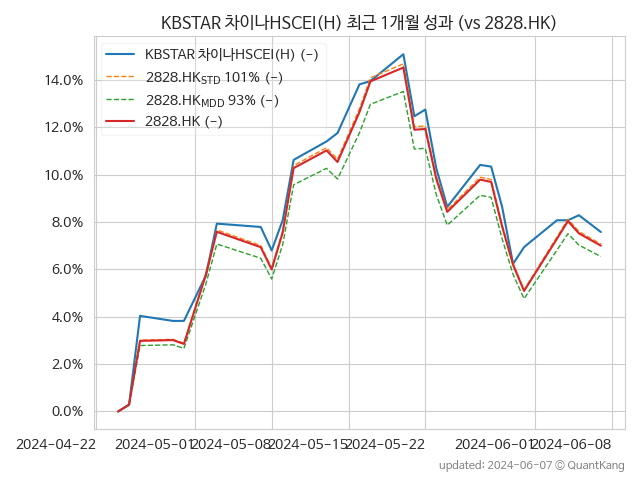 KBSTAR 차이나HSCEI(H) 최근 1개월 성과 (vs 2828.HK)
KBSTAR 차이나HSCEI(H) (-)
2828.HK STD 101% (-)
2828.HK MDD 93% (-)
2828.HK (-)
14.0%
12.0%
10.0%
8.0%
6.0%
4.0%
2.0%
0.0%
2024-04-22
2024-05-01
2024-05-08
2024-05-15
2024-05-22
2024-06-01
2024-06-08
updated: 2024-06-07 © QuantKang